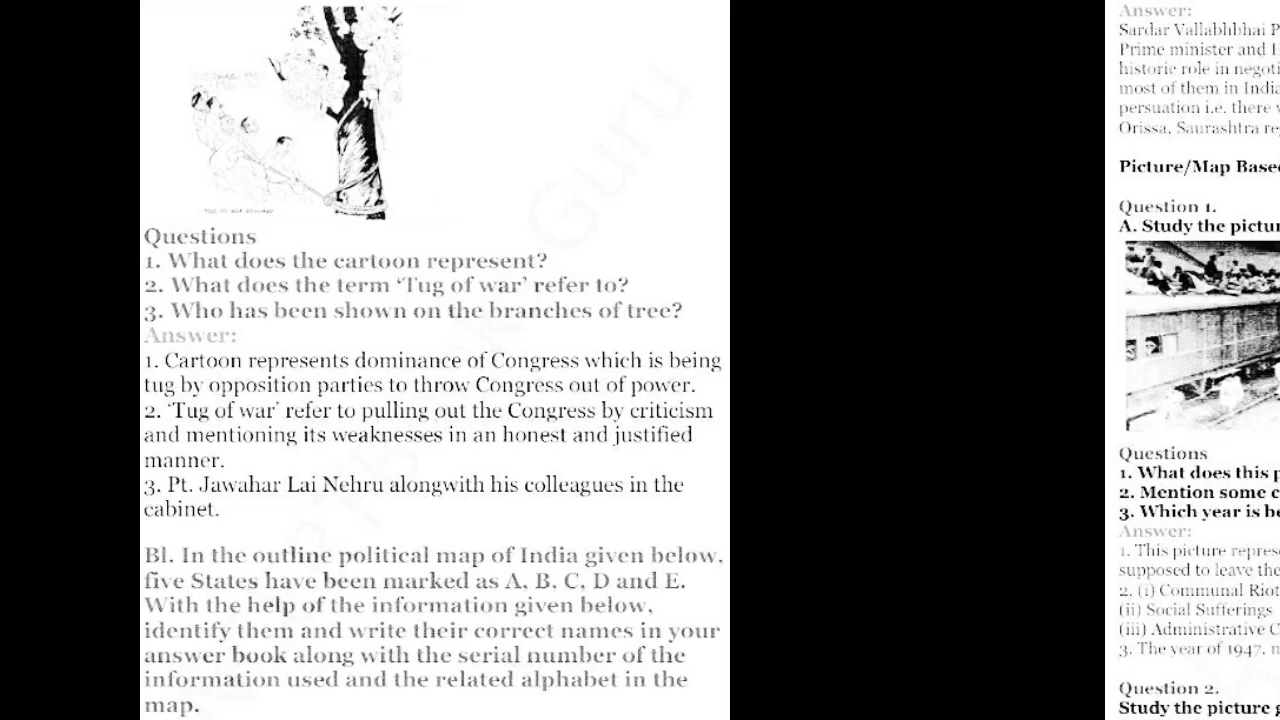 Questions
1. What does the cartoon represent?
2. What does the term ‘Tug of war’ refer to?
3. Who has been shown on the branches of tree?
Answer:
1. Cartoon represents dominance of Congress which is being
tug by opposition parties to throw Congress out of power.
2. ‘Tug of war’ refer to pulling out the Congress by criticism
and mentioning its weaknesses in an honest and justified
manner.
3. Pt. Jawahar Lai Nehru alongwith his colleagues in the
cabinet.
Bl. In the outline political map of India given below,
five States have been marked as A, B, C, D and E.
With the help of the information given below,
identify them and write their correct names in your
answer book along with the serial number of the
information used and the related alphabet in the
map.
Guru
Answer:
Sardar Vallabhbhai P
Prime minister and
historic role in negoti
most of them in India
persuation i.e. there
Orissa, Saurashtra re
Picture/Map Base
Question 1.
A. Study the pictu
Questions
1. What does this p
2. Mention some c
3. Which year is be
Answer:
1. This picture repres
supposed to leave the
2. (i) Communal Riot
(ii) Social Sufferings
(iii) Administrative C
3. The year of 1947,
Question 2.
Study the picture g